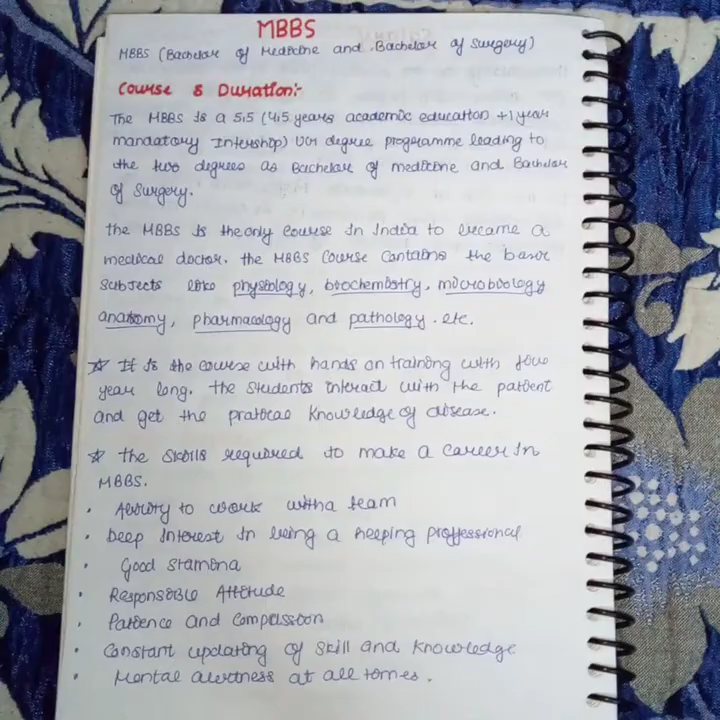 MBBS
MBBS (Bachelor of Medicine and Bachelor of Surgery)
Course & Duration:-
The MBBS is a 5.5 (4.5 years academic education + 1 year
mandatory Internship) UG degree programme leading to
the two degrees as Bachelor of medicine and Bachelor
of Surgery.
the MBBS is the only course in India to became a
medical doctor. the MBBS course contains the basic
subjects like physiology, biochemistry, microbiology
anatomy, pharmacology and pathology. etc.
☆ It is the course with hands on training with five
year long. the students interact with the patient
and get the pratical knowledge of disease.
☆ the skills required to make a career in
MBBS.
• Ability to work with a team
• Deep interest in being a helping proffessional
• Good stamina
• Responsible Attitude
• Patience and Compassion
• Constant updating of skill and knowledge
• Mental alertness at all times.